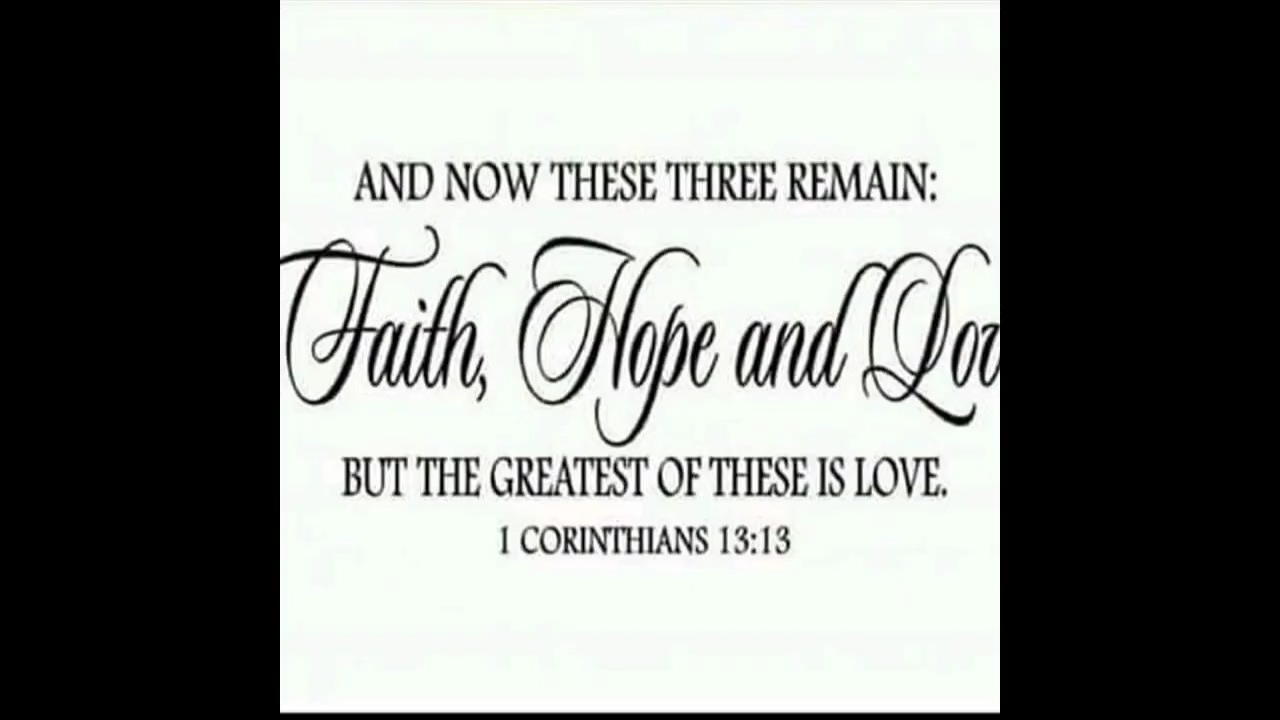 AND NOW THESE THREE REMAIN:
Faith, Hope and Lov
BUT THE GREATEST OF THESE IS LOVE.
1 CORINTHIANS 13:13